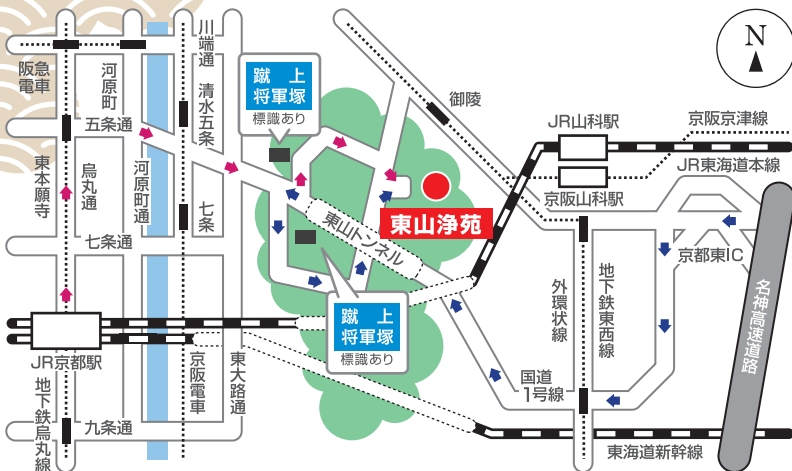 N
川端通
清水五条
七条
阪急
電車
河原町
蹴 上
将軍塚
標識あり
御陵
JR山科駅
京阪京津線
JR東海道本線
京阪山科駅
五条通
東本願寺
烏丸通
河原町通
七条通
東山浄苑
東山トンネル
京都東IC
名神高速道路
外環状線
地下鉄東西線
蹴 上
将軍塚
標識あり
JR京都駅
地下鉄烏丸線
京阪電車
東大路通
九条通
国道
1号線
東海道新幹線